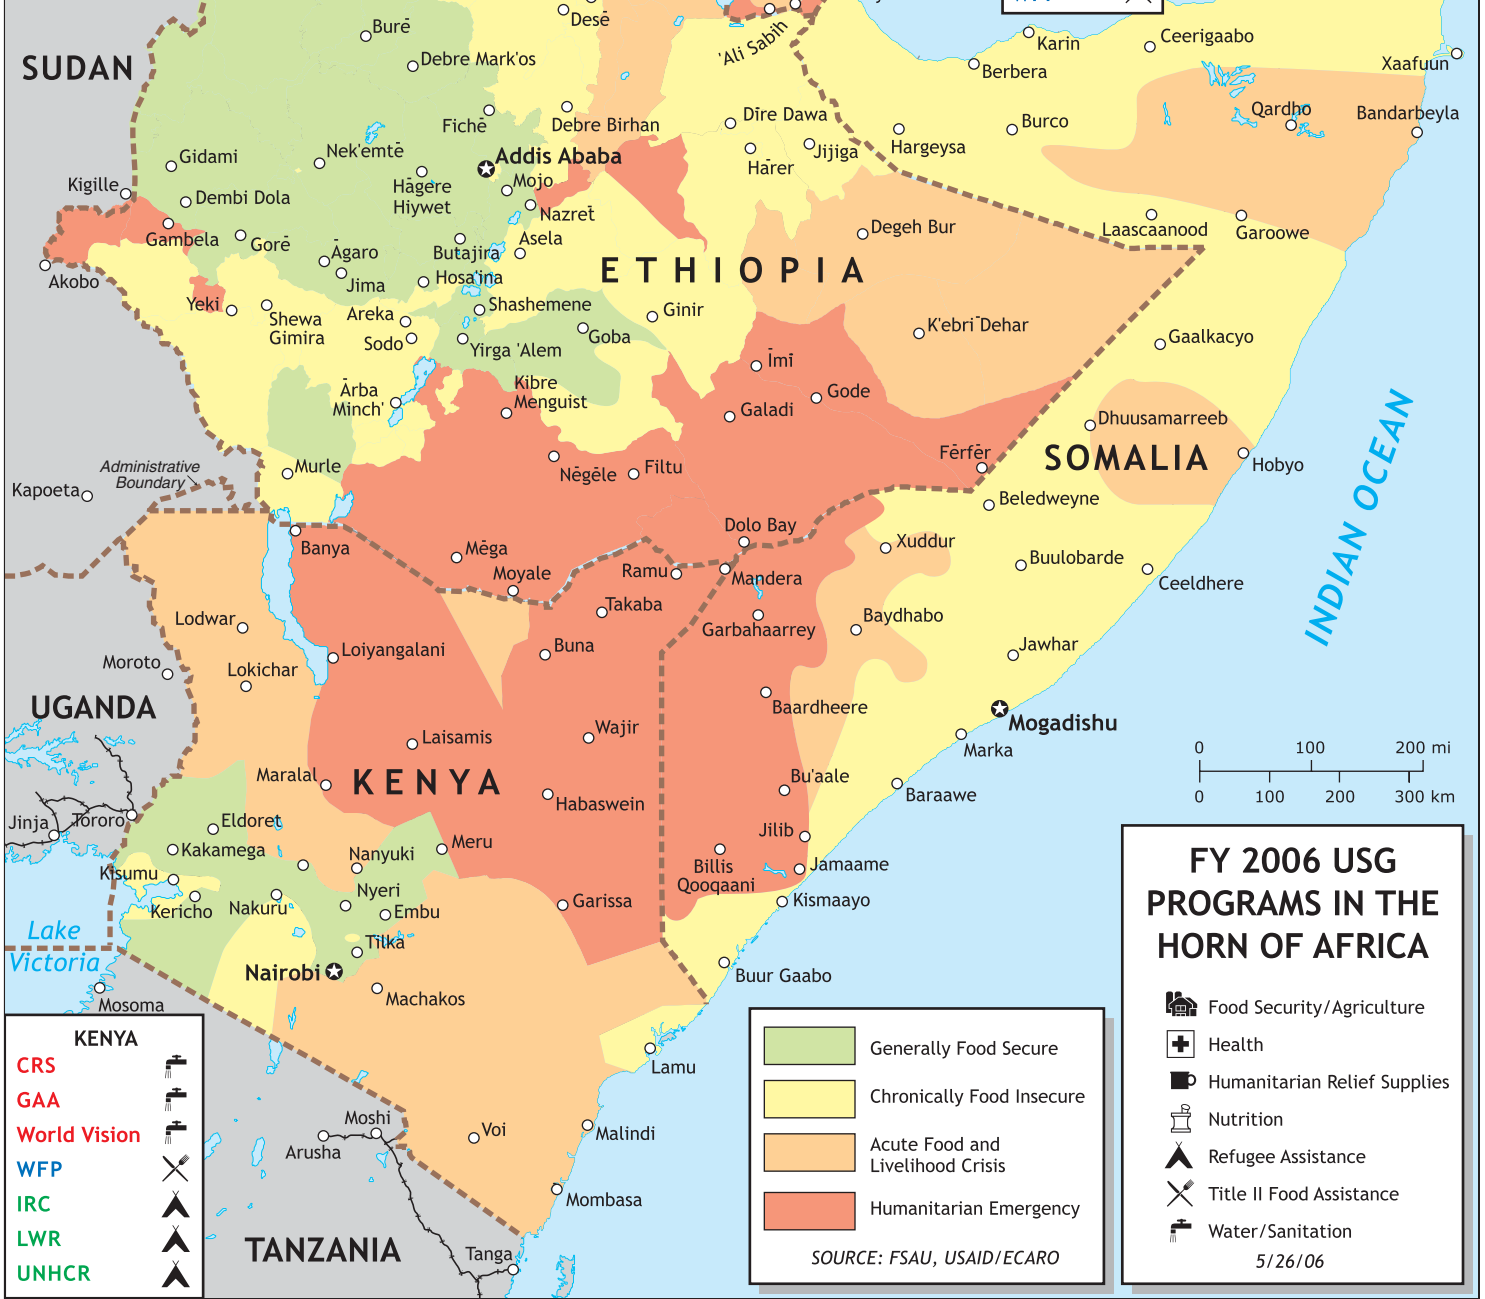 Burē
Desē
'Ali Sabih
Karin
Ceerigaabo
SUDAN
Debre Mark'os
Berbera
Xaafuun
Fichē
Debre Birhan
Dīre Dawa
Burco
Qardho
Bandarbeyla
Gidami
Nek'emtē
Addis Ababa
Hārer
Jijiga
Hargeysa
Kigille
Dembi Dola
Hāgere
Hiywet
Mojo
Nazret
Gambela
Gorē
Āgaro
Butajira
Asela
Degeh Bur
Laascaanood
Garoowe
Akobo
Jima
Hosa'ina
ETHIOPIA
Yeki
Shewa
Gimira
Areka
Shashemene
Ginir
Sodo
Yirga 'Alem
Goba
K'ebrī Dehar
Gaalkacyo
Īmī
Ārba
Minch'
Kibre
Menguist
Galadi
Gode
Dhuusamarreeb
Fērfēr
SOMALIA
Hobyo
INDIAN OCEAN
Administrative
Boundary
Murle
Nēgēle
Filtu
Kapoeta
Beledweyne
Banya
Mēga
Dolo Bay
Xuddur
Moyale
Ramu
Mandera
Buulobarde
Ceeldhere
Lodwar
Takaba
Garbahaarrey
Baydhabo
Moroto
Lokichar
Loiyangalani
Buna
Jawhar
UGANDA
Baardheere
Mogadishu
Laisamis
Wajir
Marka
Maralal
KENYA
Habaswein
Bu'aale
Baraawe
0 100 200 mi
0 100 200 300 km
Jinja
Tororo
Eldoret
Kakamega
Nanyuki
Meru
Jilib
Billis
Qooqaani
Jamaame
Kisumu
Kericho
Nakuru
Nyeri
Embu
Garissa
Kismaayo
Lake
Victoria
Tilka
Nairobi
Machakos
Buur Gaabo
Mosoma
Lamu
Moshi
Arusha
Voi
Malindi
Mombasa
TANZANIA
Tanga
KENYA
CRS
GAA
World Vision
WFP
IRC
LWR
UNHCR
Generally Food Secure
Chronically Food Insecure
Acute Food and
Livelihood Crisis
Humanitarian Emergency
SOURCE: FSAU, USAID/ECARO
FY 2006 USG
PROGRAMS IN THE
HORN OF AFRICA
Food Security/Agriculture
Health
Humanitarian Relief Supplies
Nutrition
Refugee Assistance
Title II Food Assistance
Water/Sanitation
5/26/06